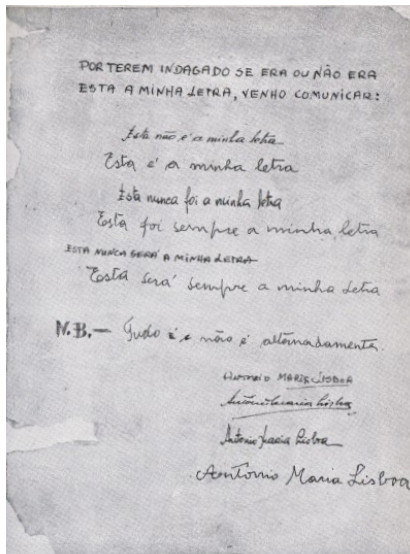 POR TEREM INDAGADO SE ERA OU NÃO ERA
ESTA A MINHA LETRA, VENHO COMUNICAR:
Esta não é a minha letra
Esta é a minha letra
Esta nunca foi a minha letra
Esta foi sempre a minha letra
ESTA NUNCA SERÁ A MINHA LETRA
Esta será sempre a minha letra
N.B.— Tudo é e não é alternadamente.
ANTONIO MARIA LISBOA
António Maria Lisboa
Antonio Maria Lisboa
Antonio Maria Lisboa